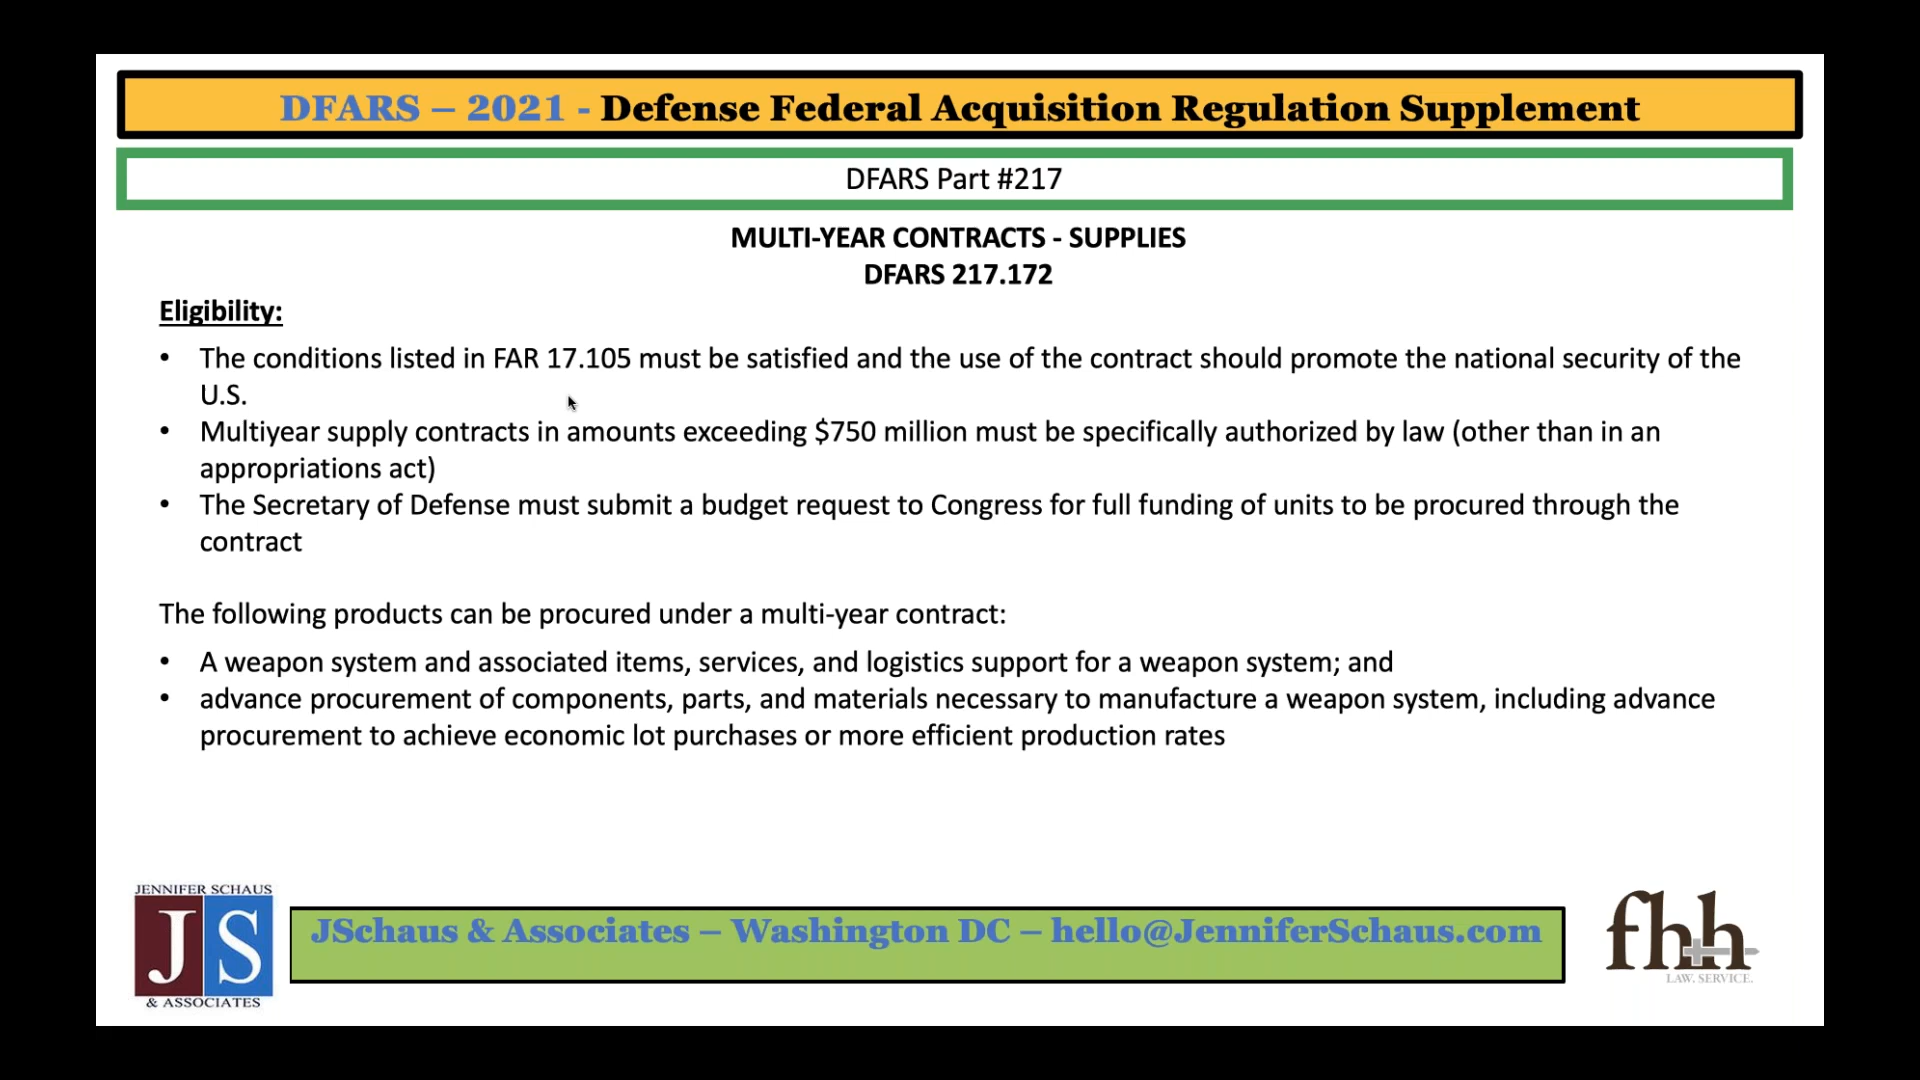 DFARS – 2021 - Defense Federal Acquisition Regulation Supplement
DFARS Part #217
MULTI-YEAR CONTRACTS - SUPPLIES
DFARS 217.172
Eligibility:
• The conditions listed in FAR 17.105 must be satisfied and the use of the contract should promote the national security of the
U.S.
• Multiyear supply contracts in amounts exceeding $750 million must be specifically authorized by law (other than in an
appropriations act)
• The Secretary of Defense must submit a budget request to Congress for full funding of units to be procured through the
contract
The following products can be procured under a multi-year contract:
• A weapon system and associated items, services, and logistics support for a weapon system; and
• advance procurement of components, parts, and materials necessary to manufacture a weapon system, including advance
procurement to achieve economic lot purchases or more efficient production rates
JENNIFER SCHAUS
JS
& ASSOCIATES
JSchaus & Associates – Washington DC – hello@JenniferSchaus.com
fhh
LAW. SERVICE.